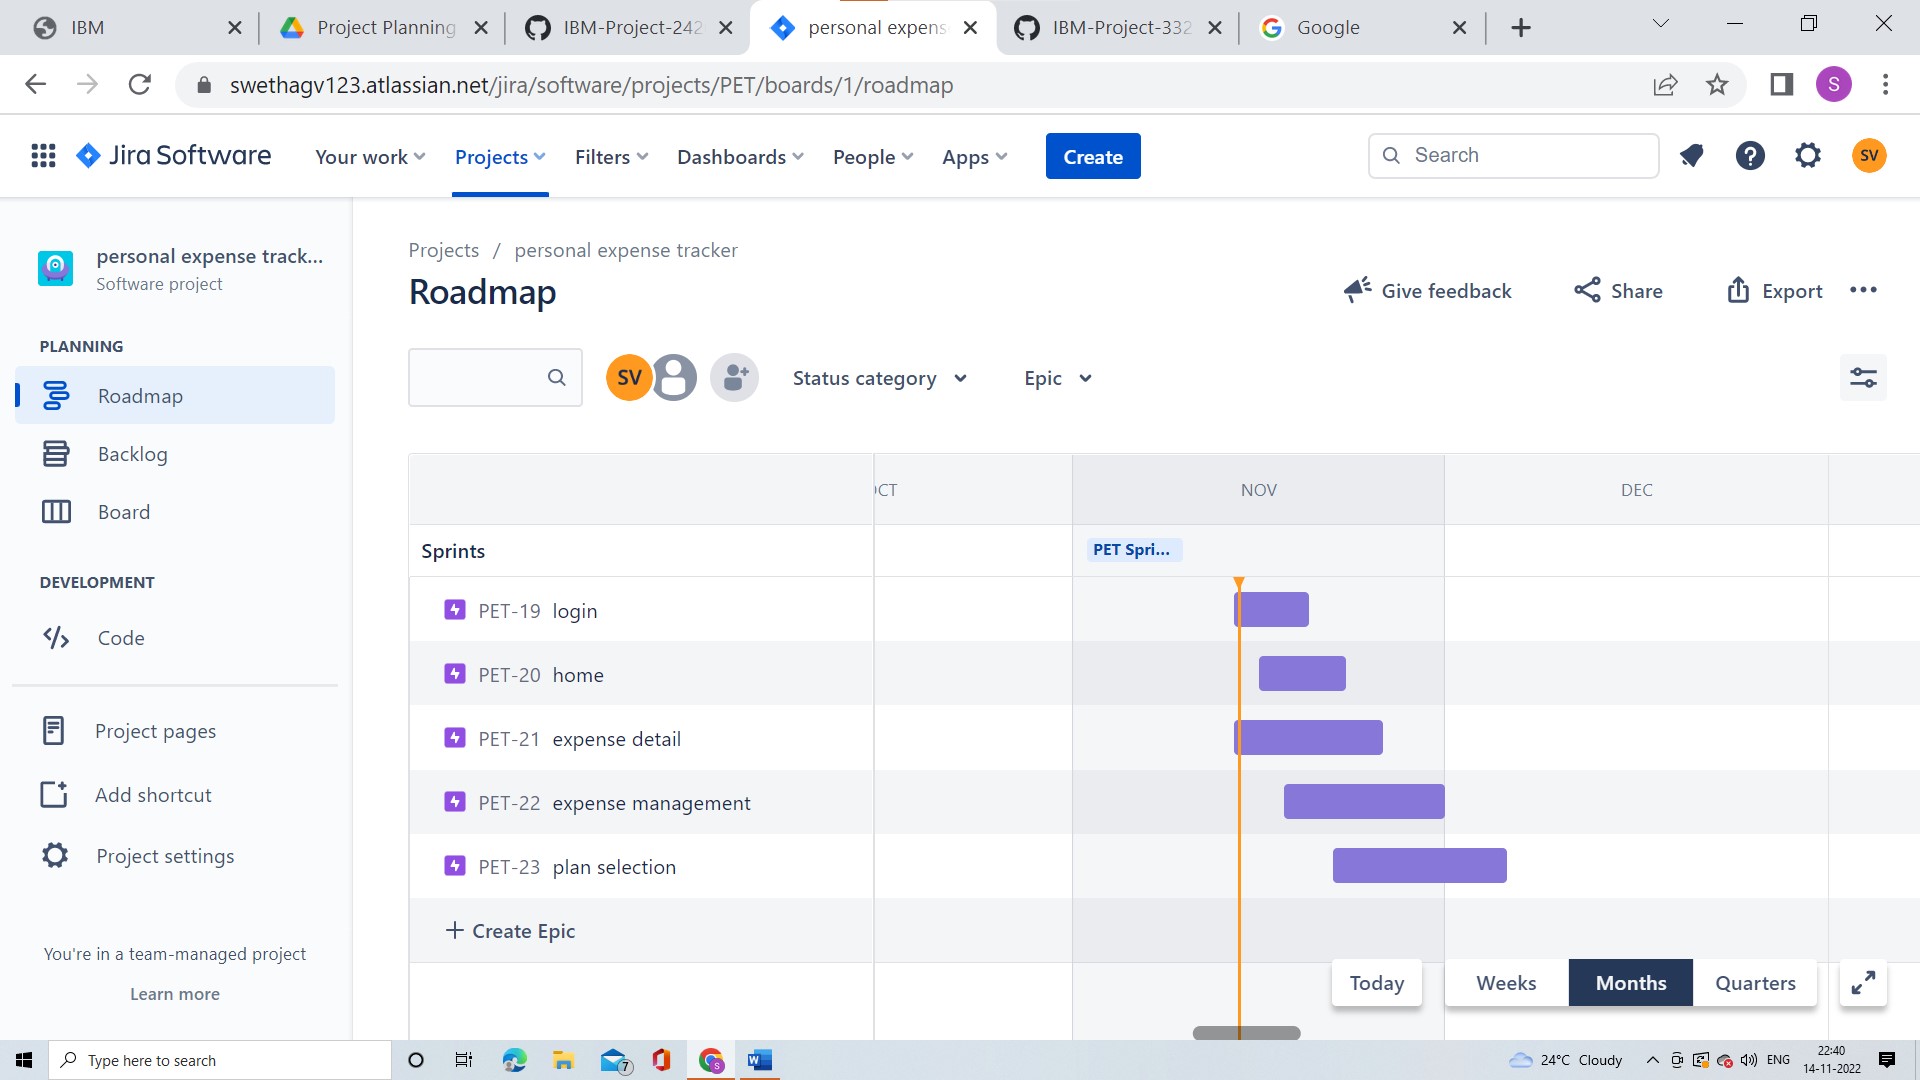 IBM
Project Planning
IBM-Project-242
personal expens
IBM-Project-332
Google
swethagv123.atlassian.net/jira/software/projects/PET/boards/1/roadmap
S
Jira Software
Your work
Projects
Filters
Dashboards
People
Apps
Create
Search
SV
personal expense track...
Software project
PLANNING
Roadmap
Backlog
Board
DEVELOPMENT
Code
Project pages
Add shortcut
Project settings
You're in a team-managed project
Learn more
Projects / personal expense tracker
Roadmap
Give feedback
Share
Export
SV
Status category
Epic
NOV
DEC
Sprints
PET Spri...
PET-19 login
PET-20 home
PET-21 expense detail
PET-22 expense management
PET-23 plan selection
+ Create Epic
Today
Weeks
Months
Quarters
Type here to search
7
S
24°C Cloudy
ENG
22:40
14-11-2022